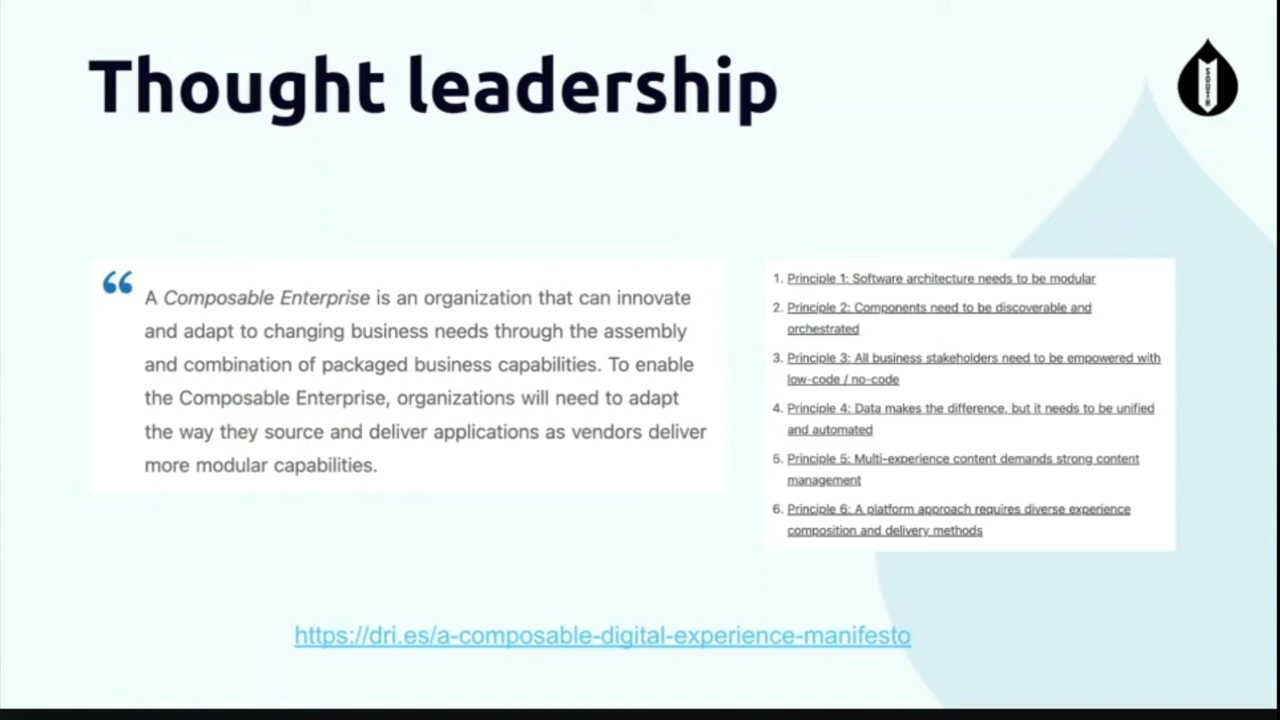 Thought leadership
“
A Composable Enterprise is an organization that can innovate
and adapt to changing business needs through the assembly
and combination of packaged business capabilities. To enable
the Composable Enterprise, organizations will need to adapt
the way they source and deliver applications as vendors deliver
more modular capabilities.
1. Principle 1: Software architecture needs to be modular
2. Principle 2: Components need to be discoverable and
orchestrated
3. Principle 3: All business stakeholders need to be empowered with
low-code / no-code
4. Principle 4: Data makes the difference, but it needs to be unified
and automated
5. Principle 5: Multi-experience content demands strong content
management
6. Principle 6: A platform approach requires diverse experience
composition and delivery methods
https://dri.es/a-composable-digital-experience-manifesto